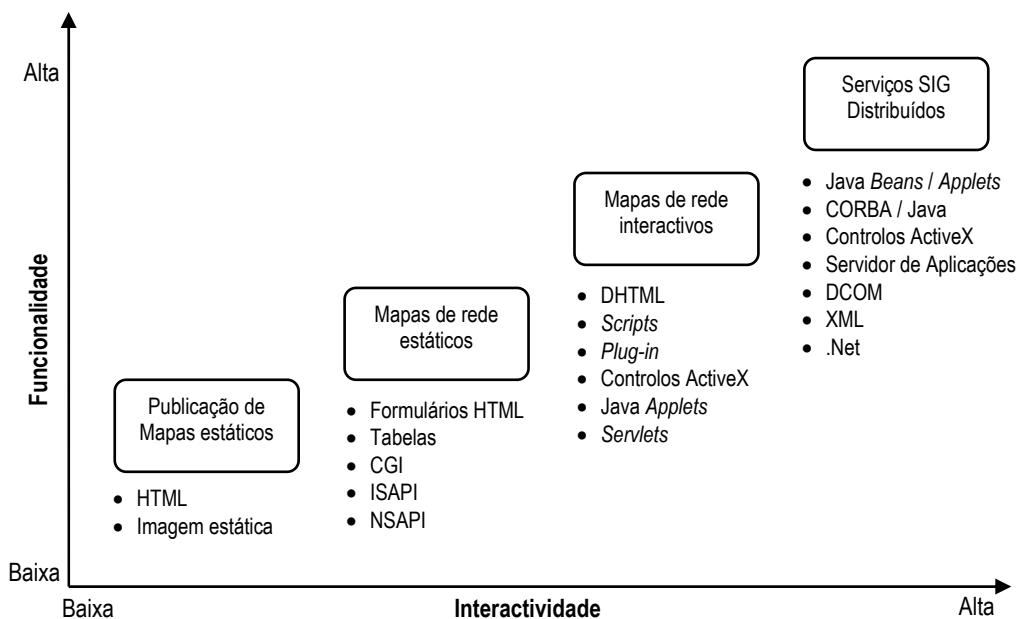 Alta
Funcionalidade
Baixa
Publicação de
Mapas estáticos
• HTML
• Imagem estática
Mapas de rede
estáticos
• Formulários HTML
• Tabelas
• CGI
• ISAPI
• NSAPI
Mapas de rede
interactivos
• DHTML
• Scripts
• Plug-in
• Controlos ActiveX
• Java Applets
• Servlets
Serviços SIG
Distribuídos
• Java Beans / Applets
• CORBA / Java
• Controlos ActiveX
• Servidor de Aplicações
• DCOM
• XML
• .Net
Baixa
Interactividade
Alta